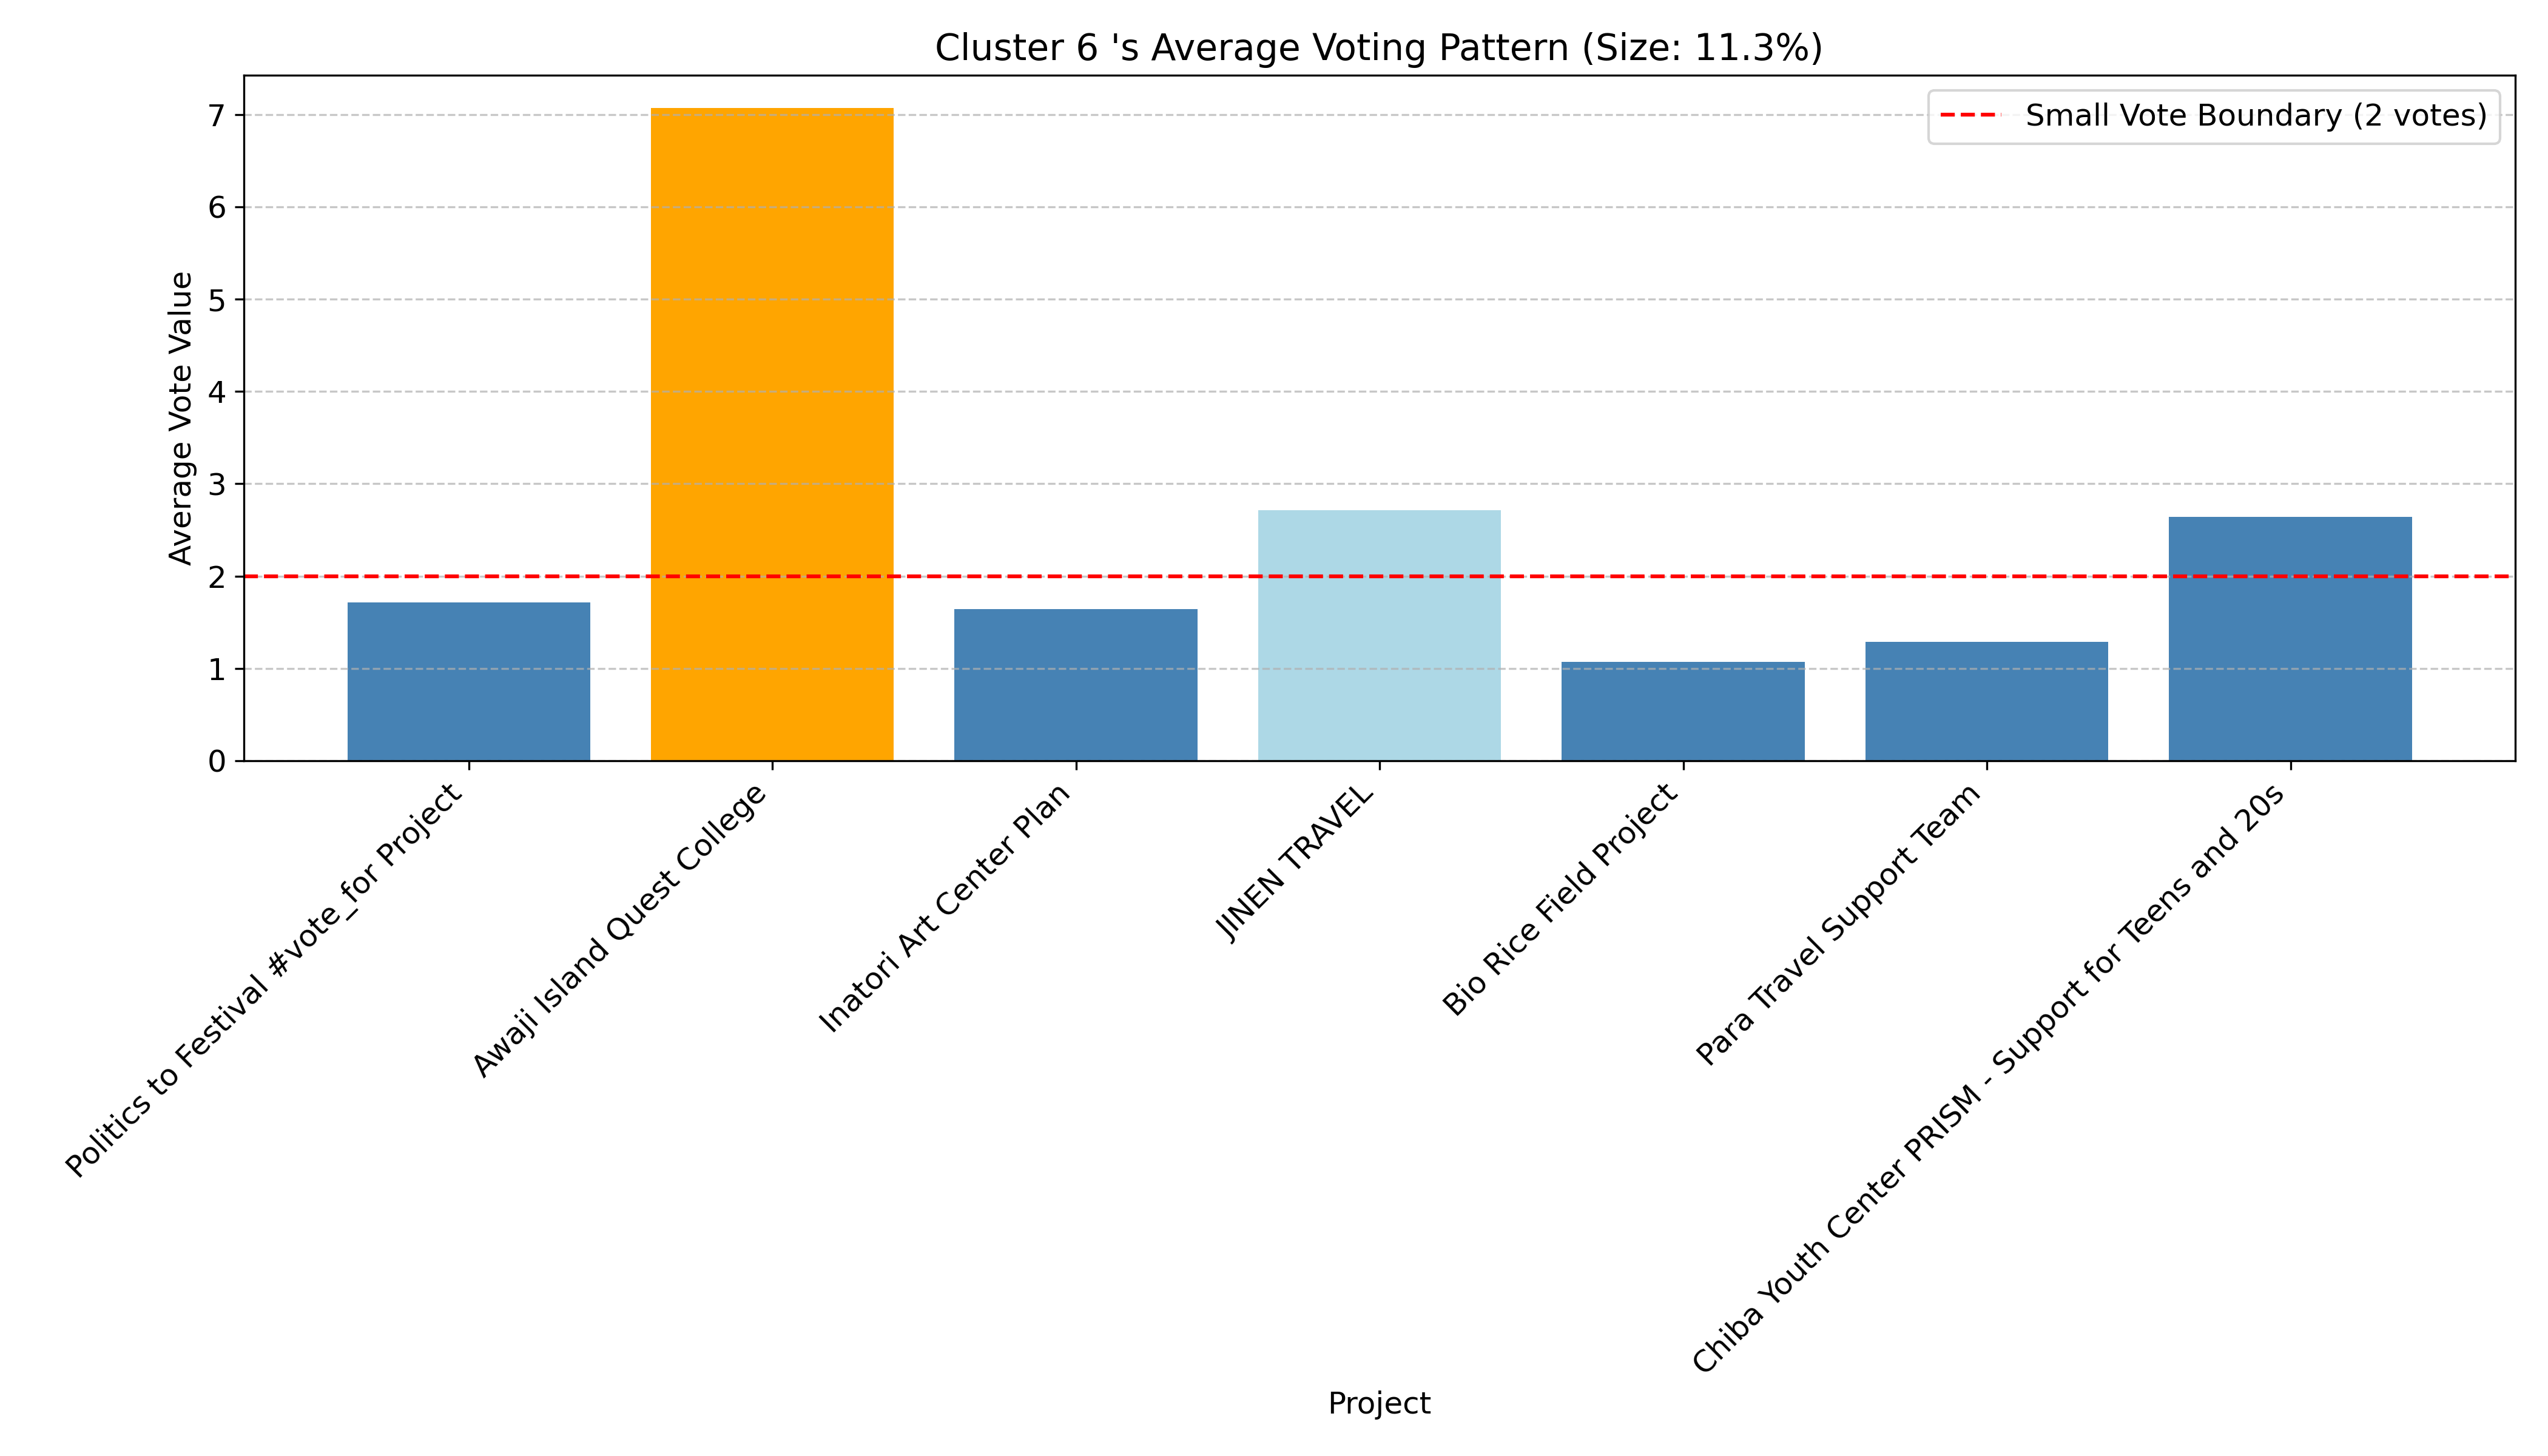 Cluster 6 's Average Voting Pattern (Size: 11.3%)
Small Vote Boundary (2 votes)
Average Vote Value
7
6
5
4
3
2
1
0
Politics to Festival #vote_for Project
Awaji Island Quest College
Inatori Art Center Plan
JINEN TRAVEL
Bio Rice Field Project
Para Travel Support Team
Chiba Youth Center PRISM - Support for Teens and 20s
Project